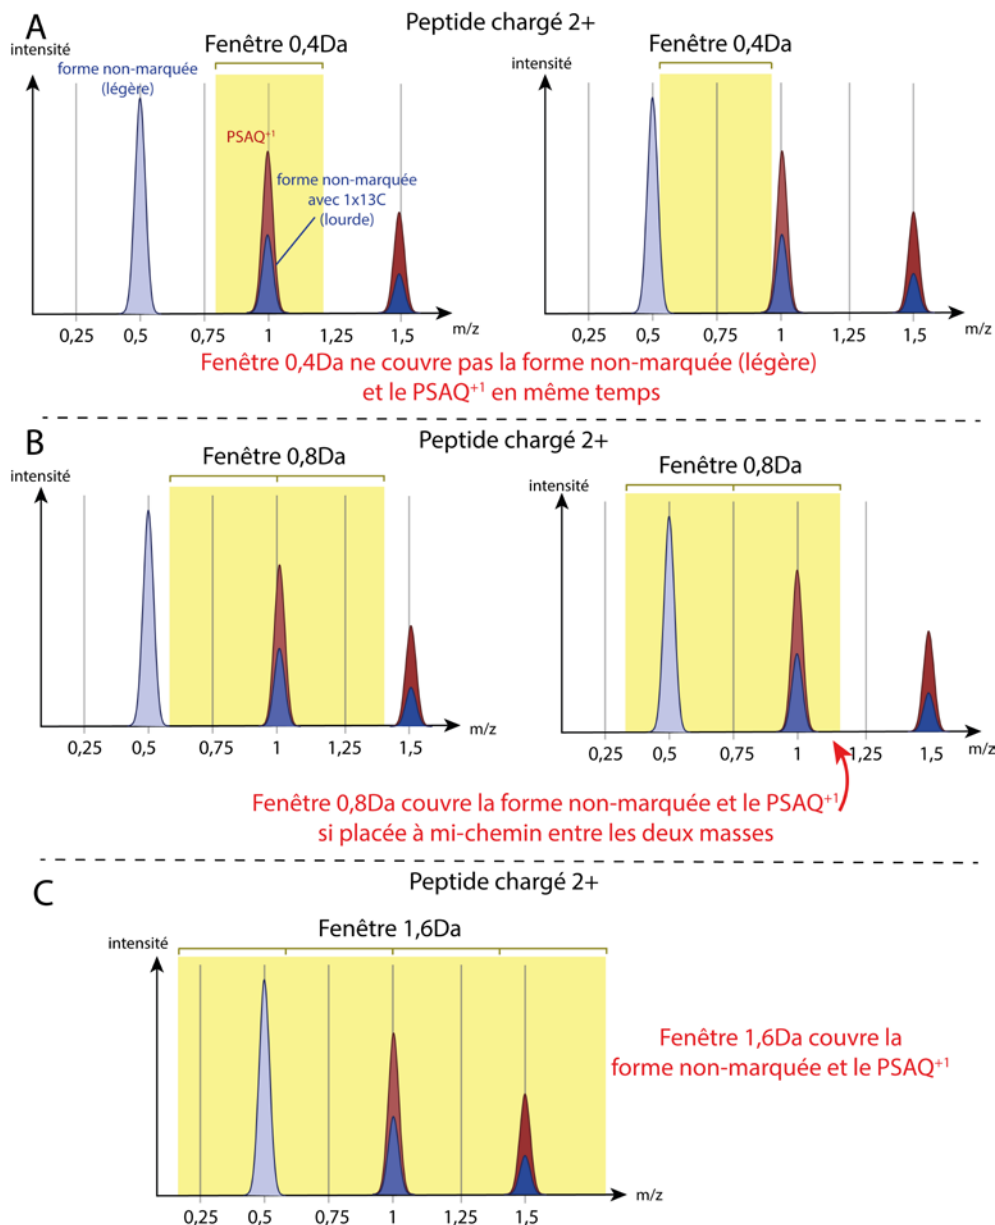 A
Peptide chargé 2+
intensité
Fenêtre 0,4Da
forme non-marquée
(légère)
PSAQ⁺¹
forme non-marquée
avec 1x13C
(lourde)
0,25 0,5 0,75 1 1,25 1,5
m/z
intensité
Fenêtre 0,4Da
0,25 0,5 0,75 1 1,25 1,5
m/z
Fenêtre 0,4Da ne couvre pas la forme non-marquée (légère)
et le PSAQ⁺¹ en même temps
B
Peptide chargé 2+
intensité
Fenêtre 0,8Da
0,25 0,5 0,75 1 1,25 1,5
m/z
intensité
Fenêtre 0,8Da
0,25 0,5 0,75 1 1,25 1,5
m/z
Fenêtre 0,8Da couvre la forme non-marquée et le PSAQ⁺¹
si placée à mi-chemin entre les deux masses
C
Peptide chargé 2+
intensité
Fenêtre 1,6Da
0,25 0,5 0,75 1 1,25 1,5
m/z
Fenêtre 1,6Da couvre la
forme non-marquée et le PSAQ⁺¹